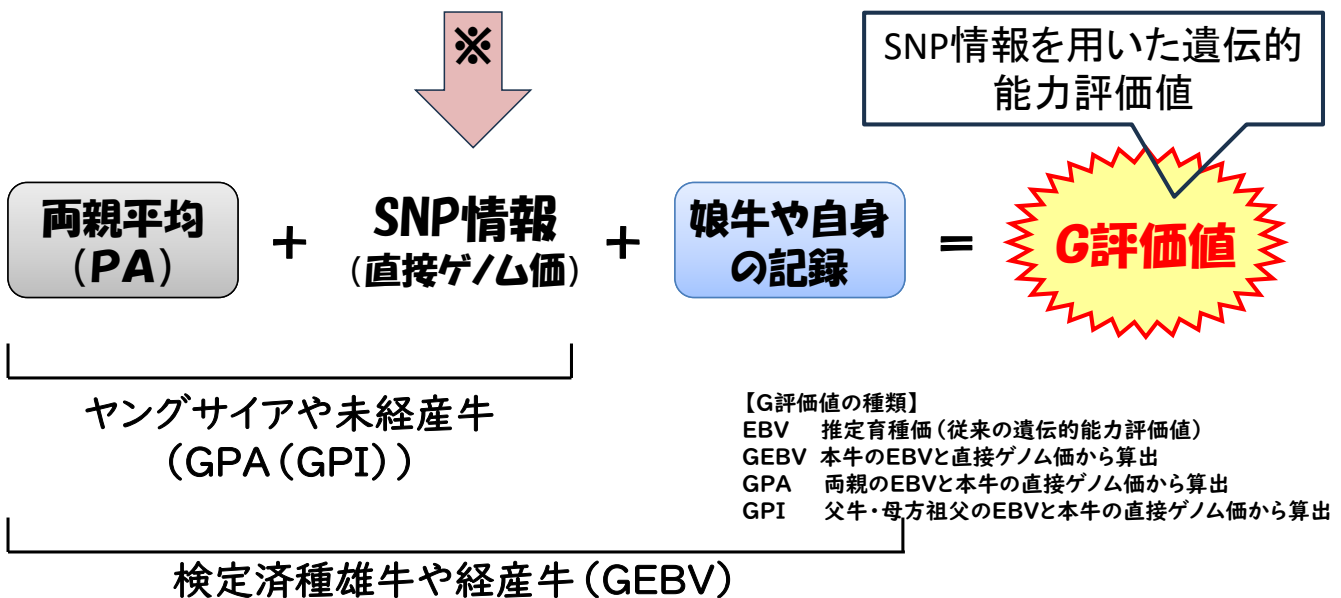 ※
SNP情報を用いた遺伝的
能力評価値
両親平均
(PA)
+
SNP情報
(直接ゲノム価)
+
娘牛や自身
の記録
=
G評価値
ヤングサイアや未経産牛
(GPA(GPI))
【G評価値の種類】
EBV 推定育種価(従来の遺伝的能力評価値)
GEBV 本牛のEBVと直接ゲノム価から算出
GPA 両親のEBVと本牛の直接ゲノム価から算出
GPI 父牛・母方祖父のEBVと本牛の直接ゲノム価から算出
検定済種雄牛や経産牛(GEBV)